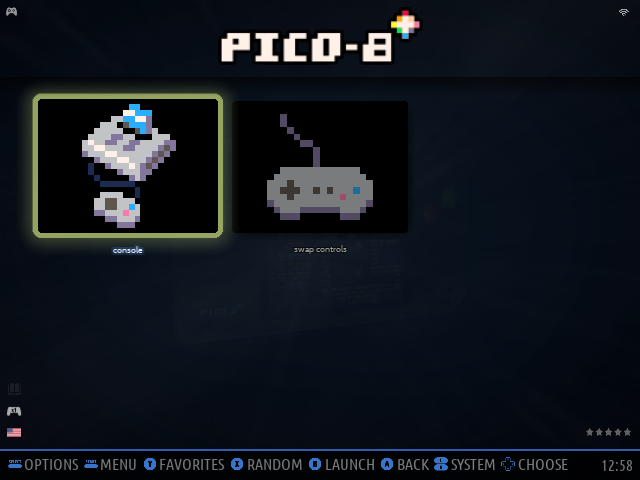 PICO-8
console
swap controls
OPTIONS MENU Y FAVORITES X RANDOM B LAUNCH A BACK SYSTEM CHOOSE 12:58